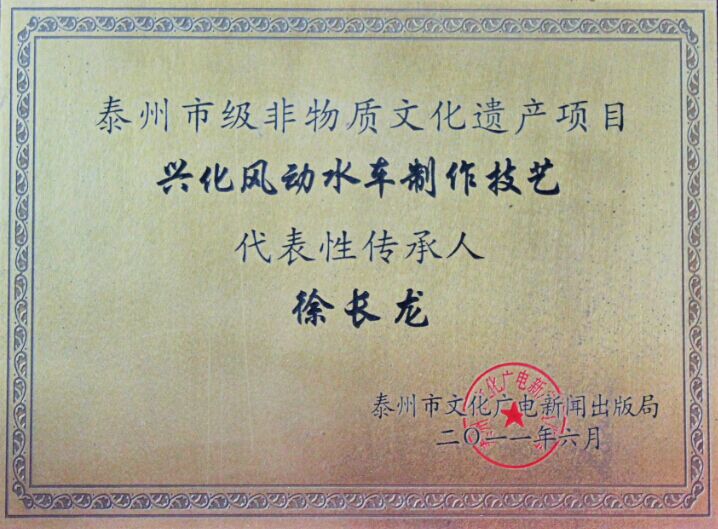 泰州市级非物质文化遗产项目
兴化风动水车制作技艺
代表性传承人
徐长龙
泰州市文化广电新闻出版局
二〇一一年六月